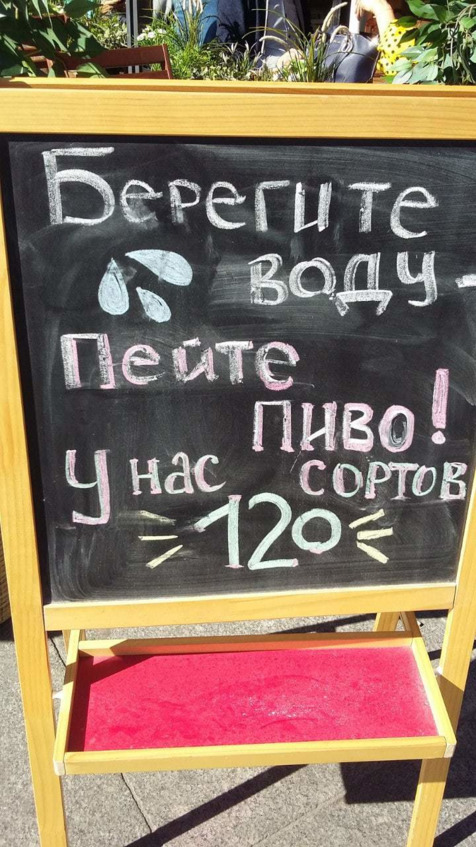 Берегите
воду -
Пейте
пиво!
У нас сортов
120